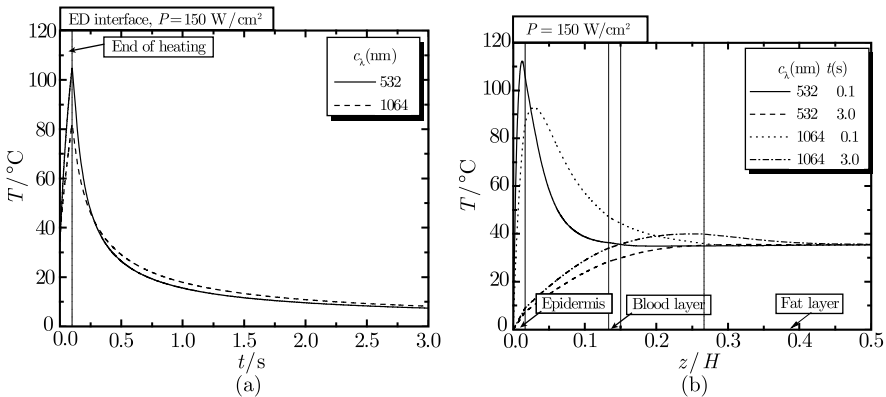 ED interface, P=150 W/cm²
End of heating
c_λ(nm)
532
1064
120
100
80
60
40
20
0
T/°C
0.0 0.5 1.0 1.5 2.0 2.5 3.0
t/s
(a)
P = 150 W/cm²
c_λ(nm) t(s)
532 0.1
532 3.0
1064 0.1
1064 3.0
120
100
80
60
40
20
0
T/°C
Epidermis
Blood layer
Fat layer
0.0 0.1 0.2 0.3 0.4 0.5
z/H
(b)